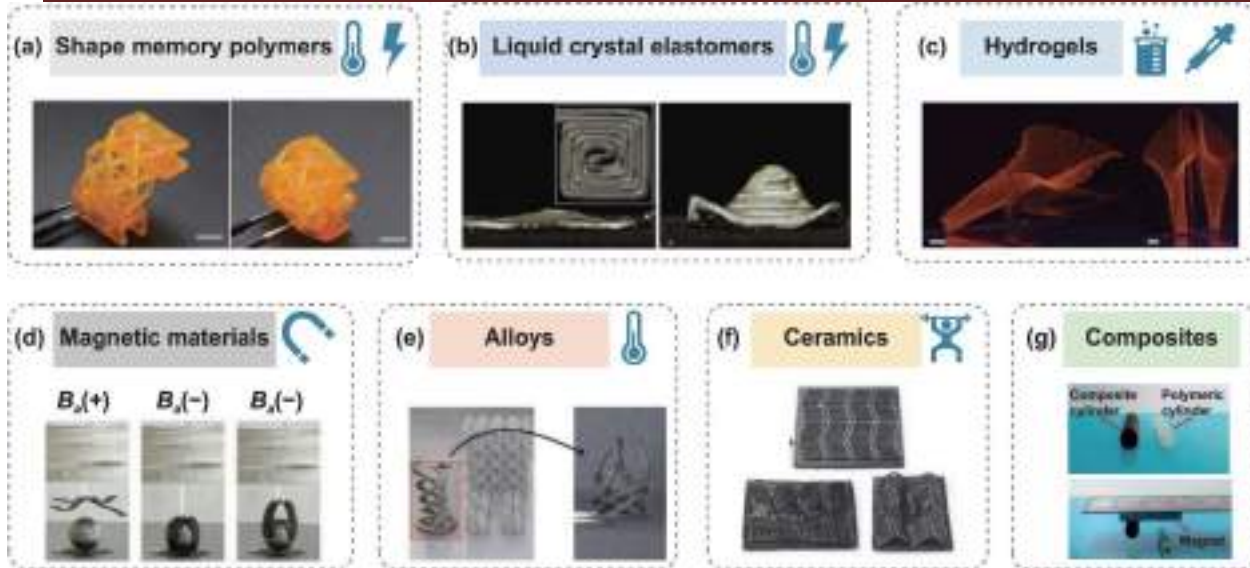 (a) Shape memory polymers
(b) Liquid crystal elastomers
(c) Hydrogels
(d) Magnetic materials
Bₐ(+) Bₐ(−) Bₐ(−)
(e) Alloys
(f) Ceramics
(g) Composites
Composite
cylinder
Polymeric
cylinder
Magnet